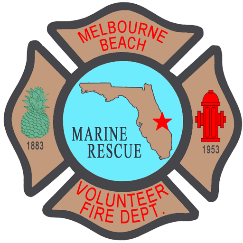 MELBOURNE
BEACH
MARINE
RESCUE
1883
1953
VOLUNTEER
FIRE DEPT.